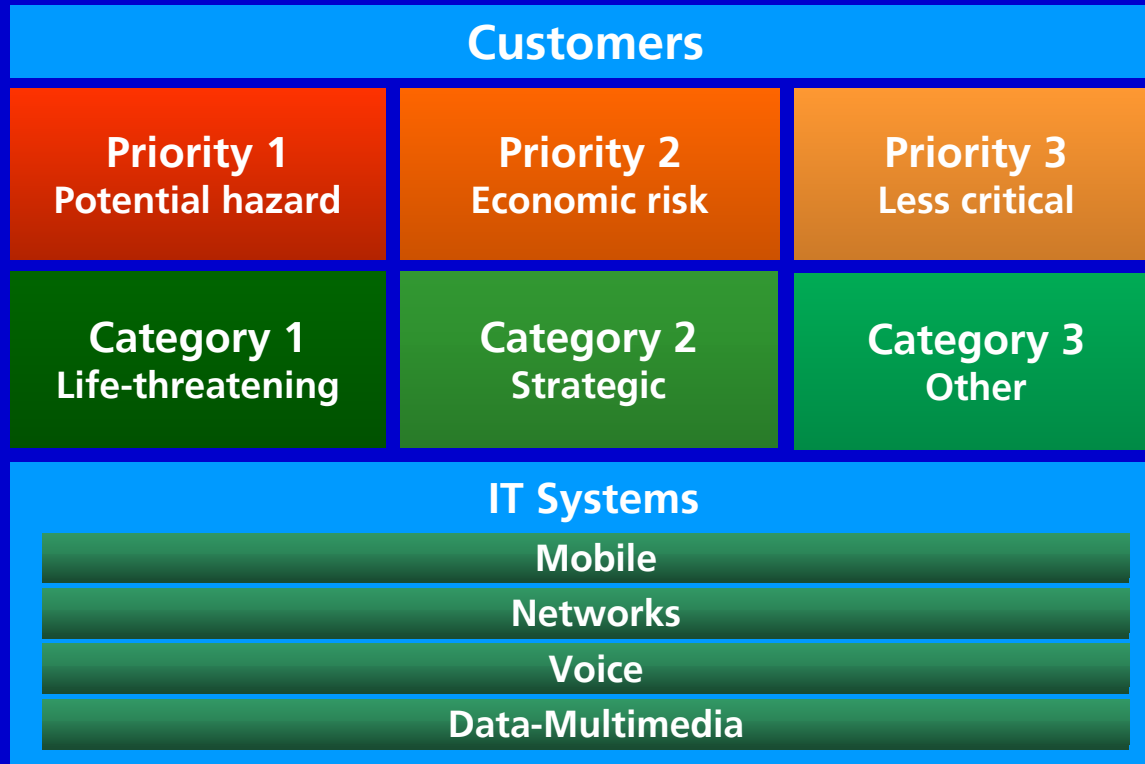 Customers
Priority 1
Potential hazard
Priority 2
Economic risk
Priority 3
Less critical
Category 1
Life-threatening
Category 2
Strategic
Category 3
Other
IT Systems
Mobile
Networks
Voice
Data-Multimedia